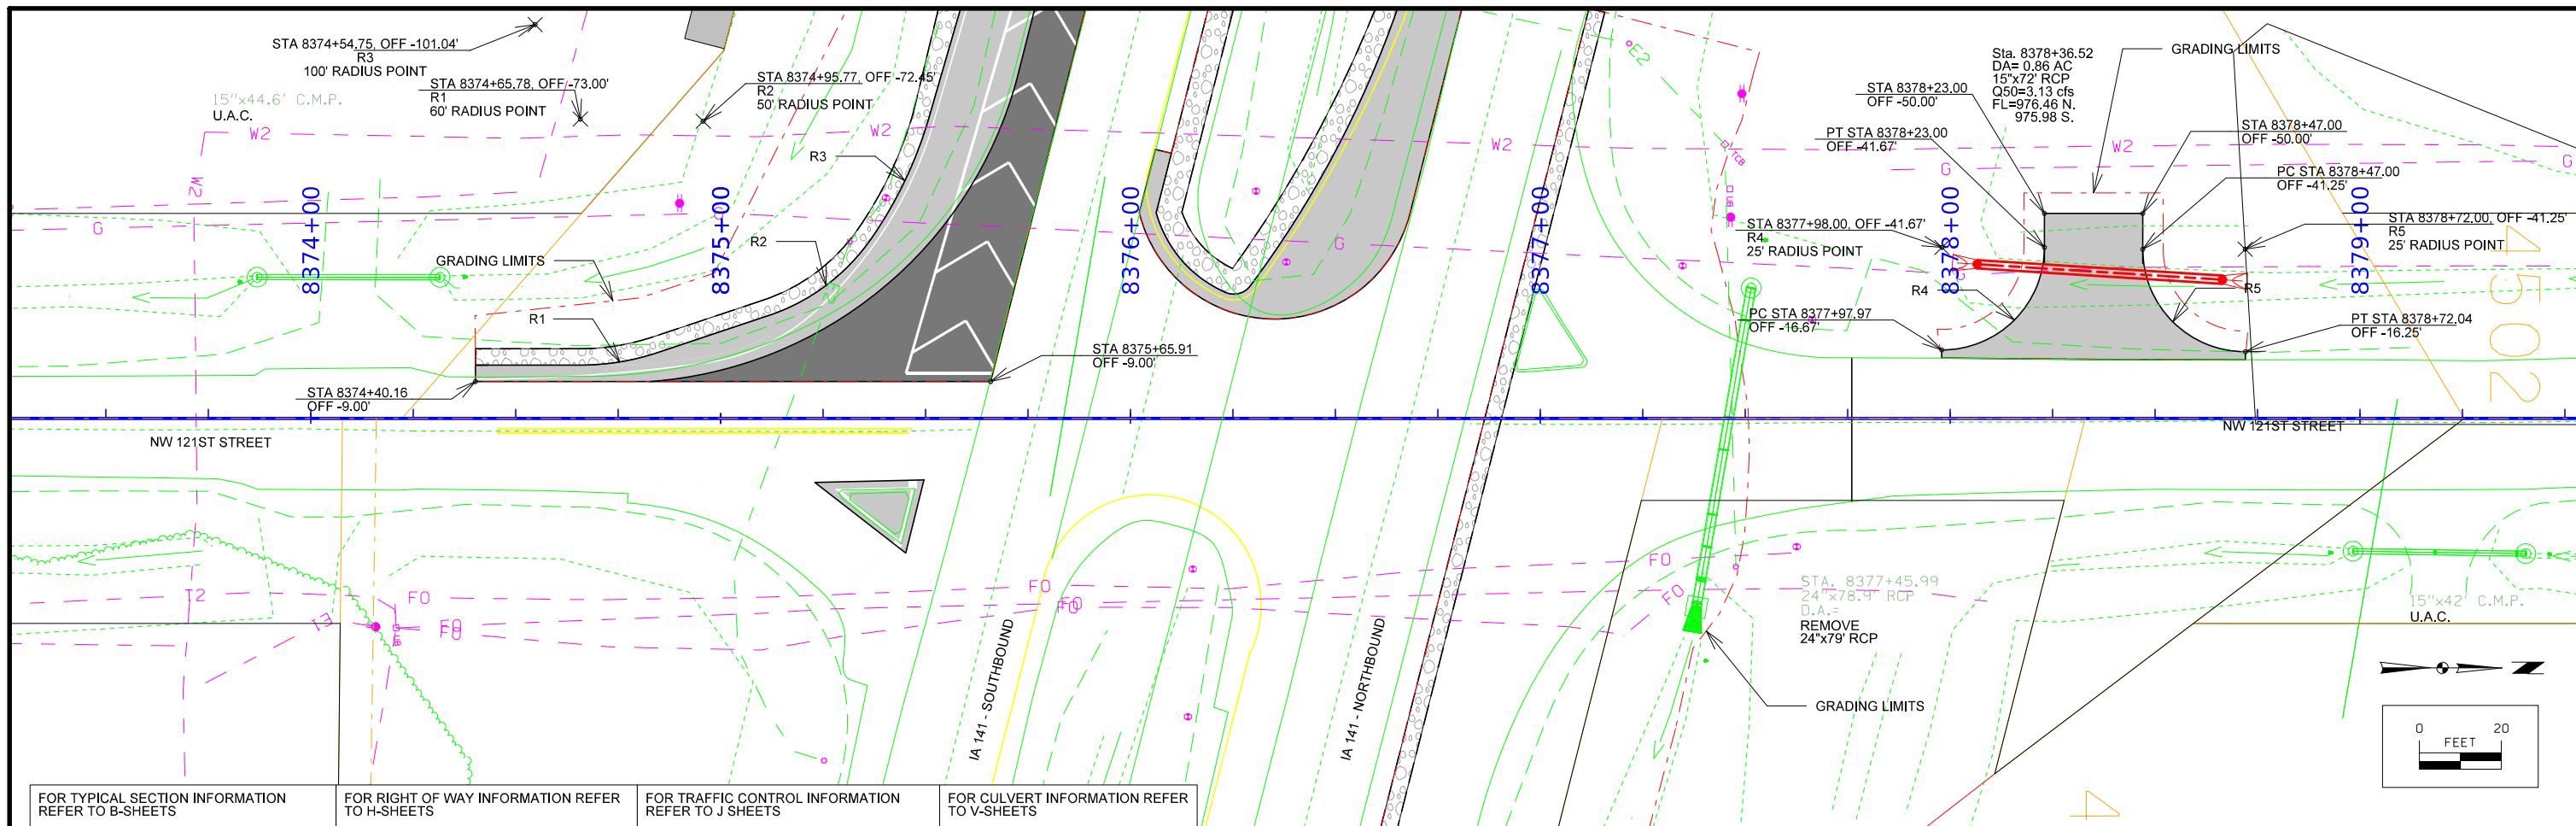 STA 8374+54.75, OFF -101.04'
R3
100' RADIUS POINT
STA 8374+65.78, OFF -73.00'
R1
60' RADIUS POINT
STA 8374+95.77, OFF -72.45'
R2
50' RADIUS POINT
15"x44.6' C.M.P.
U.A.C.
W2
W2
W2
W2
W2
G
G
G
G
G
E2
TCB
R3
R2
R1
GRADING LIMITS
8374+00
8375+00
8376+00
8377+00
8378+00
8379+00
STA 8374+40.16
OFF -9.00'
STA 8375+65.91
OFF -9.00'
Sta. 8378+36.52
DA= 0.86 AC
15"x72' RCP
Q50=3.13 cfs
FL=976.46 N.
975.98 S.
GRADING LIMITS
STA 8378+23.00
OFF -50.00'
PT STA 8378+23.00
OFF -41.67'
STA 8378+47.00
OFF -50.00'
PC STA 8378+47.00
OFF -41.25'
STA 8377+98.00, OFF -41.67'
R4
25' RADIUS POINT
STA 8378+72.00, OFF -41.25'
R5
25' RADIUS POINT
R4
R5
PC STA 8377+97.97
OFF -16.67'
PT STA 8378+72.04
OFF -16.25'
NW 121ST STREET
NW 121ST STREET
T2
E1
FO
FO
FO
FO
FO
FO
FO
FO
IA 141 - SOUTHBOUND
IA 141 - NORTHBOUND
STA. 8377+45.99
24"x78.9' RCP
D.A.=
REMOVE
24"x79' RCP
GRADING LIMITS
15"x42' C.M.P.
U.A.C.
0 20
FEET
FOR TYPICAL SECTION INFORMATION
REFER TO B-SHEETS
FOR RIGHT OF WAY INFORMATION REFER
TO H-SHEETS
FOR TRAFFIC CONTROL INFORMATION
REFER TO J SHEETS
FOR CULVERT INFORMATION REFER
TO V-SHEETS